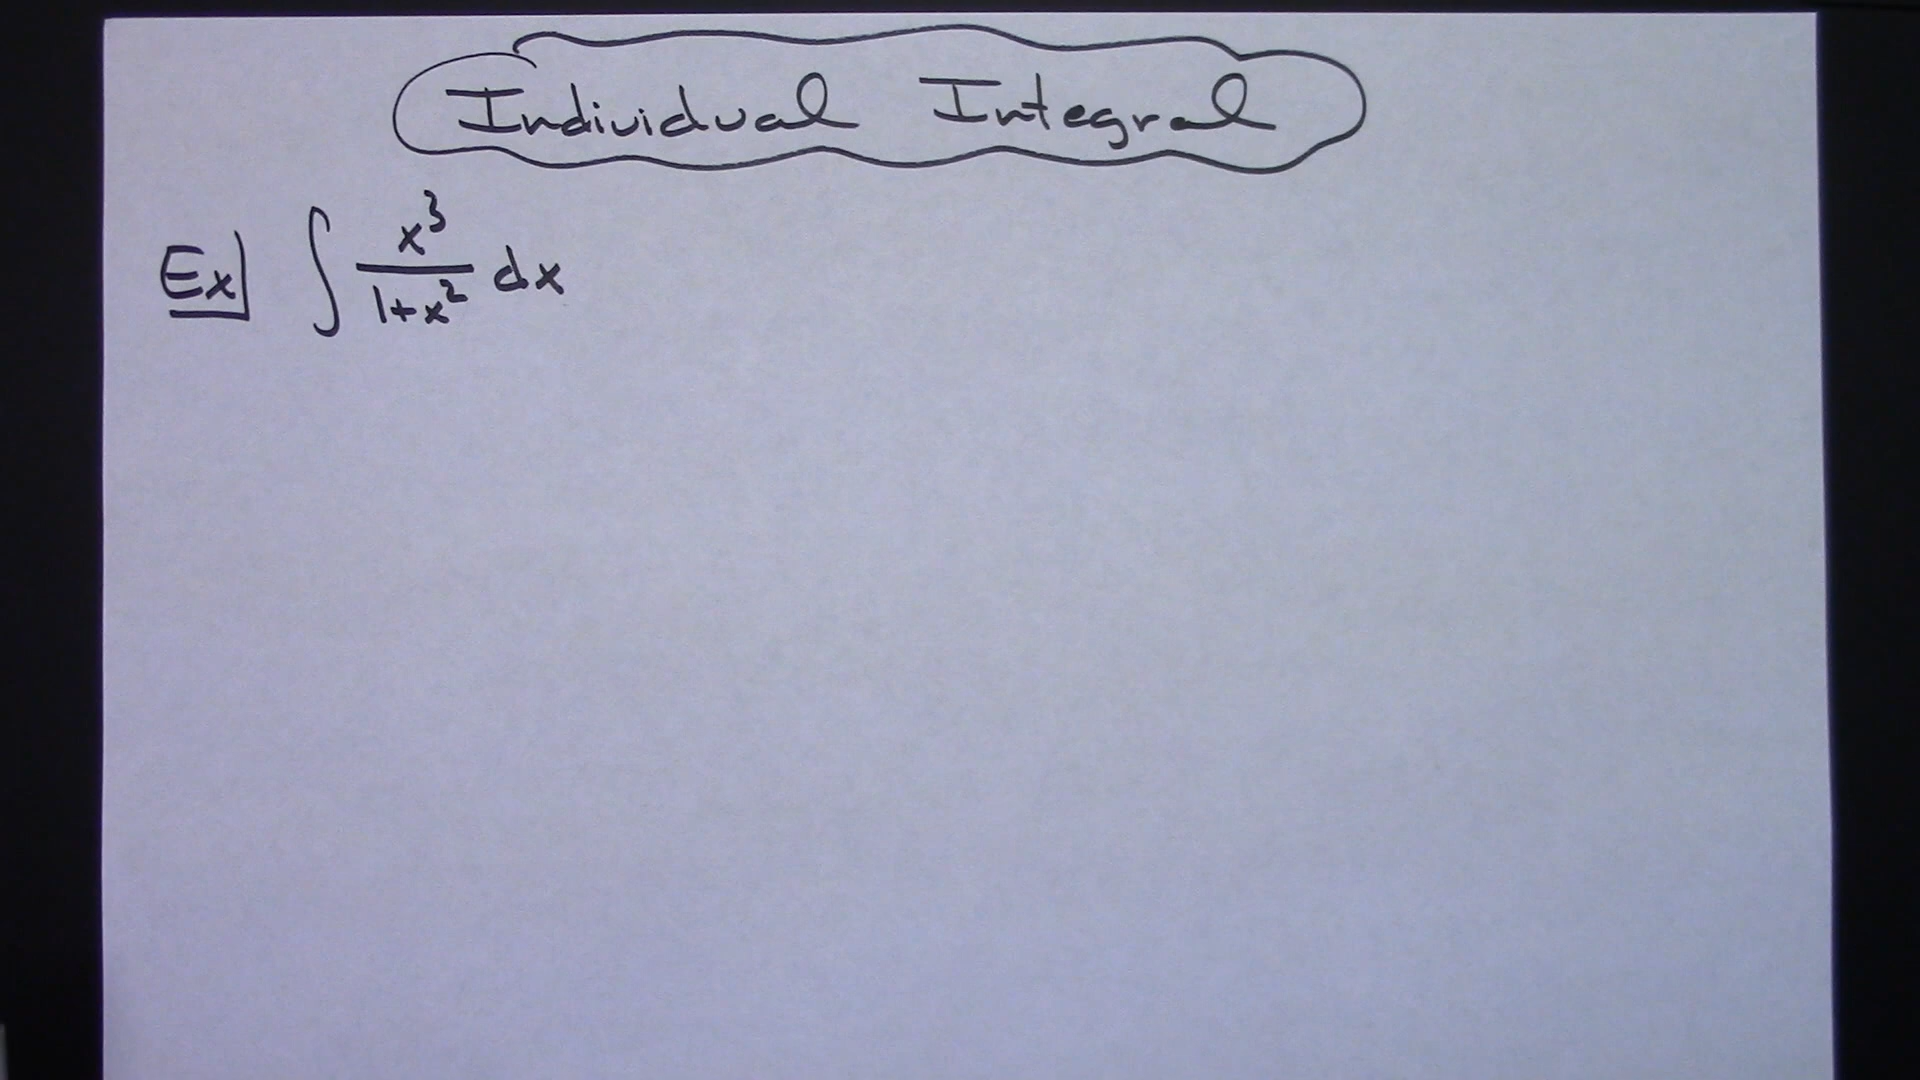 Individual Integral
Ex ∫ x³/(1+x²) dx